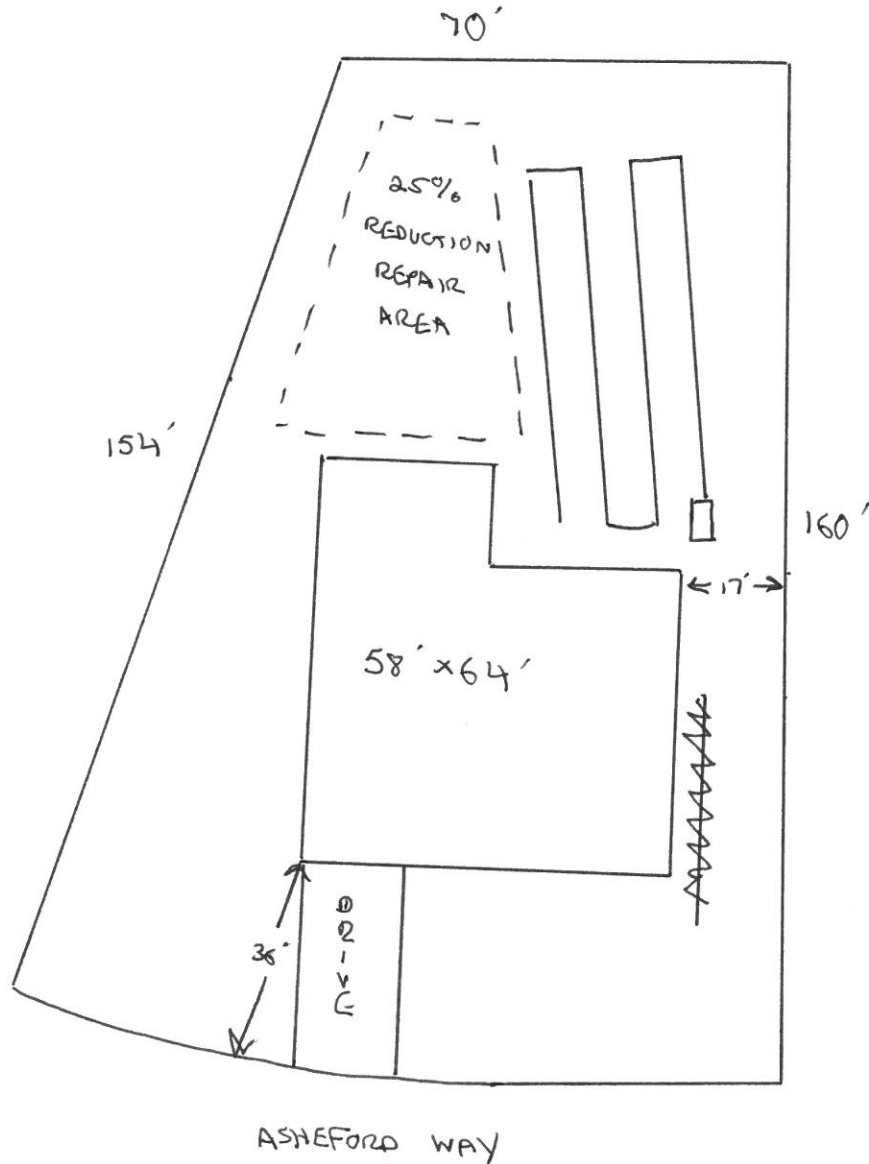 70'
25%
REDUCTION
REPAIR
AREA
154'
160'
17'
58' x 64'
36'
DRIVE
ASHEFORD WAY